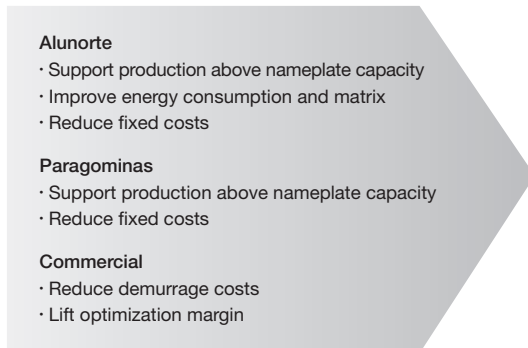 Alunorte
· Support production above nameplate capacity
· Improve energy consumption and matrix
· Reduce fixed costs
Paragominas
· Support production above nameplate capacity
· Reduce fixed costs
Commercial
· Reduce demurrage costs
· Lift optimization margin